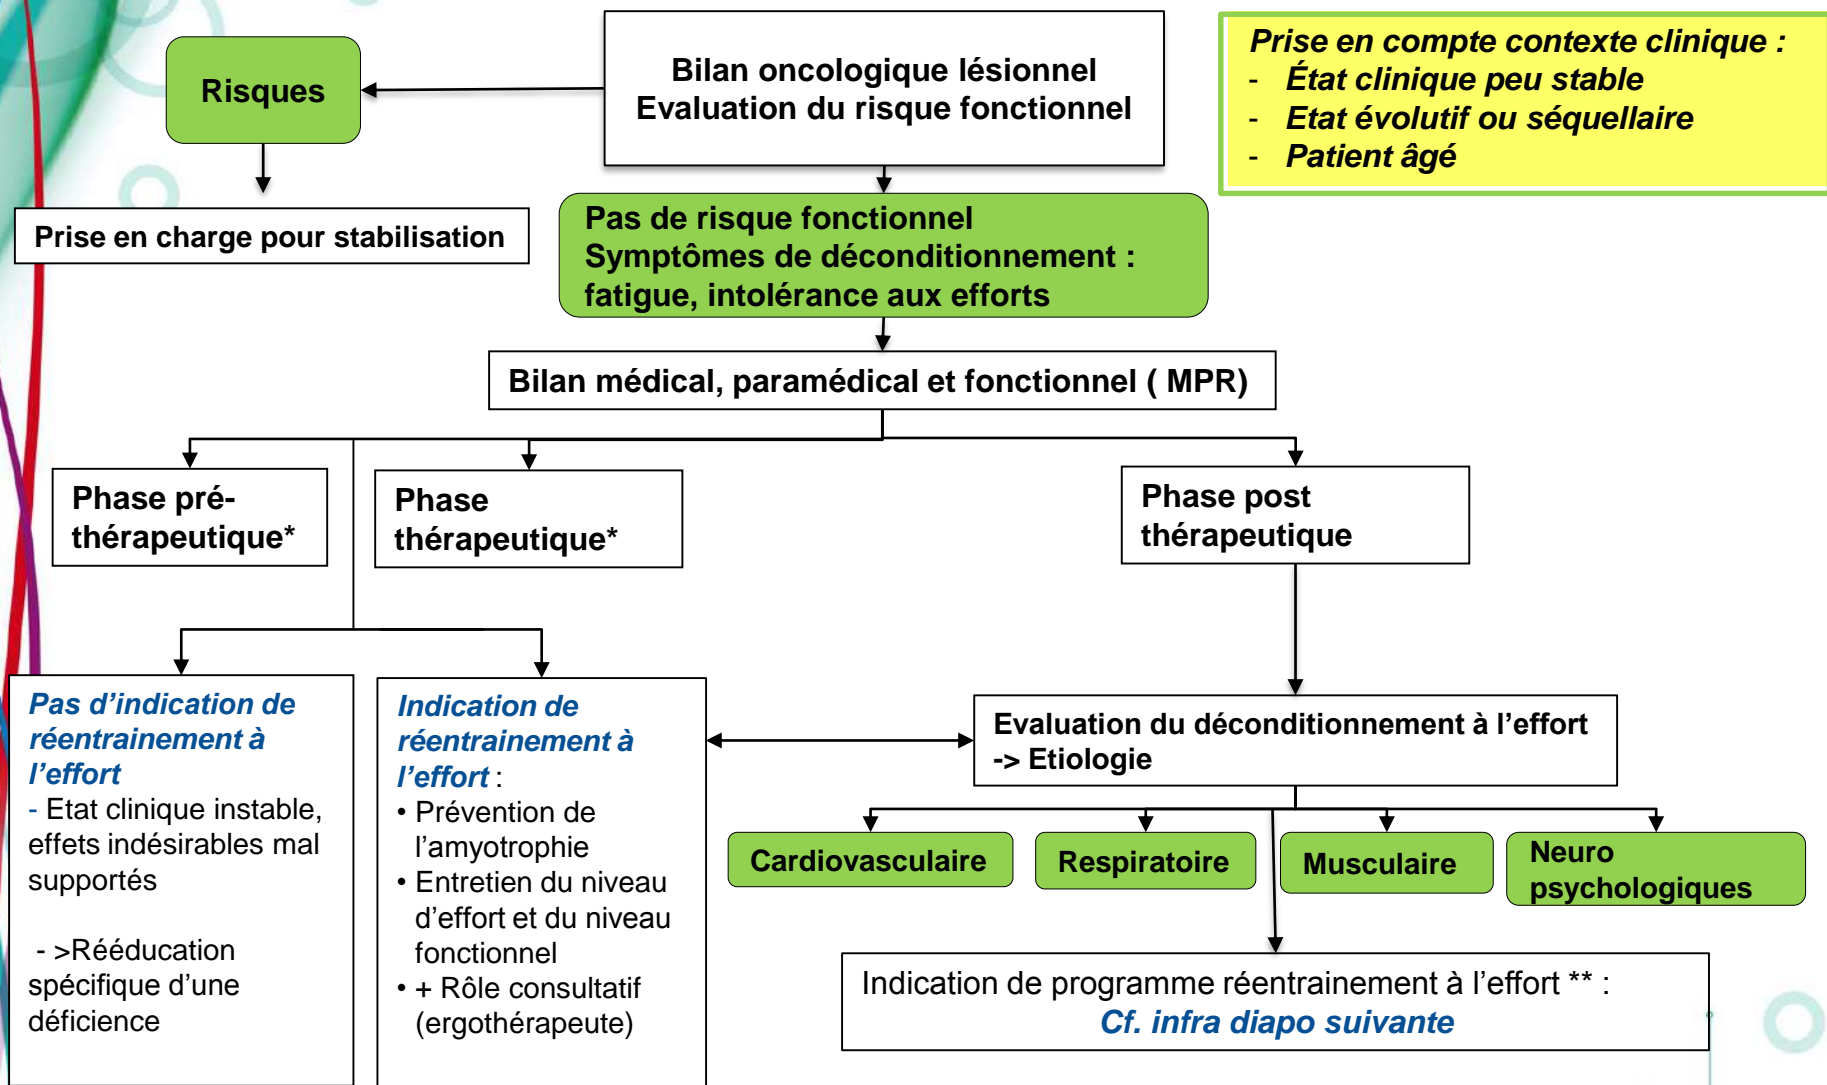 Risques
Bilan oncologique lésionnel
Evaluation du risque fonctionnel
Prise en compte contexte clinique :
- État clinique peu stable
- Etat évolutif ou séquellaire
- Patient âgé
Prise en charge pour stabilisation
Pas de risque fonctionnel
Symptômes de déconditionnement :
fatigue, intolérance aux efforts
Bilan médical, paramédical et fonctionnel ( MPR)
Phase pré-
thérapeutique*
Phase
thérapeutique*
Phase post
thérapeutique
Pas d’indication de
réentrainement à
l’effort
- Etat clinique instable,
effets indésirables mal
supportés
- >Rééducation
spécifique d’une
déficience
Indication de
réentrainement à
l’effort :
• Prévention de
l’amyotrophie
• Entretien du niveau
d’effort et du niveau
fonctionnel
• + Rôle consultatif
(ergothérapeute)
Evaluation du déconditionnement à l’effort
-> Etiologie
Cardiovasculaire
Respiratoire
Musculaire
Neuro
psychologiques
Indication de programme réentrainement à l’effort ** :
Cf. infra diapo suivante